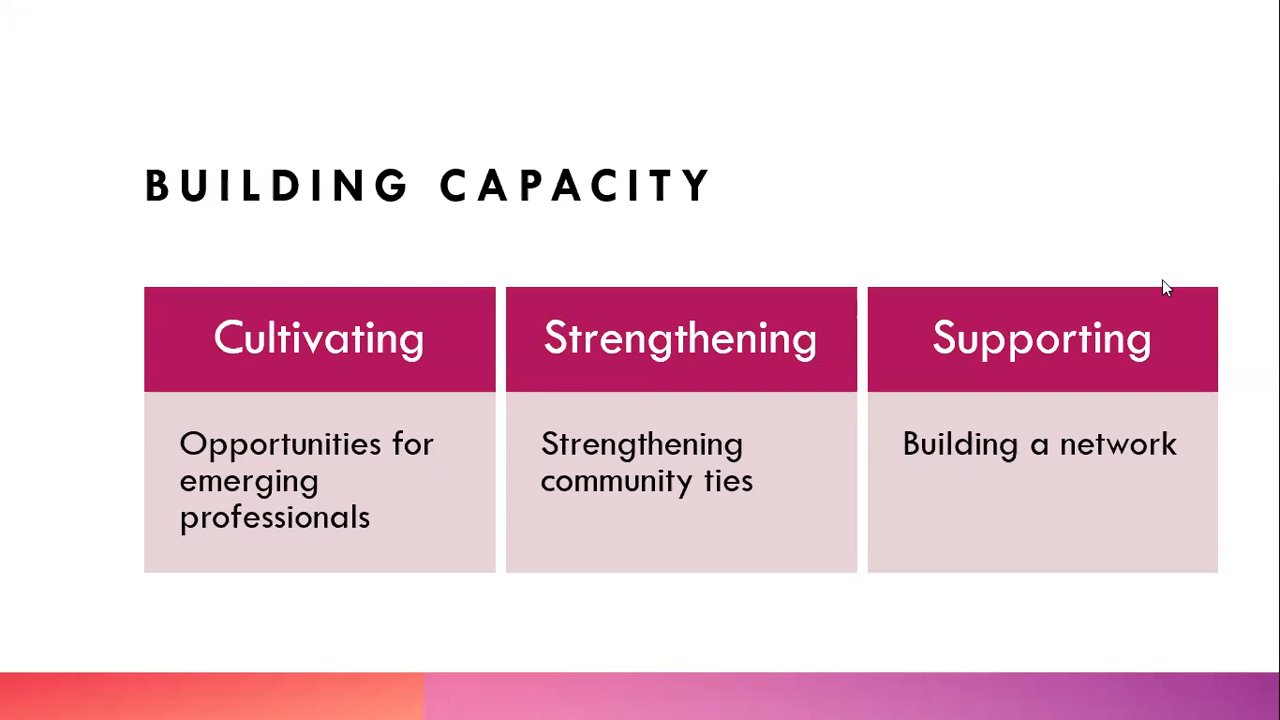 BUILDING CAPACITY
Cultivating
Opportunities for
emerging
professionals
Strengthening
Strengthening
community ties
Supporting
Building a network